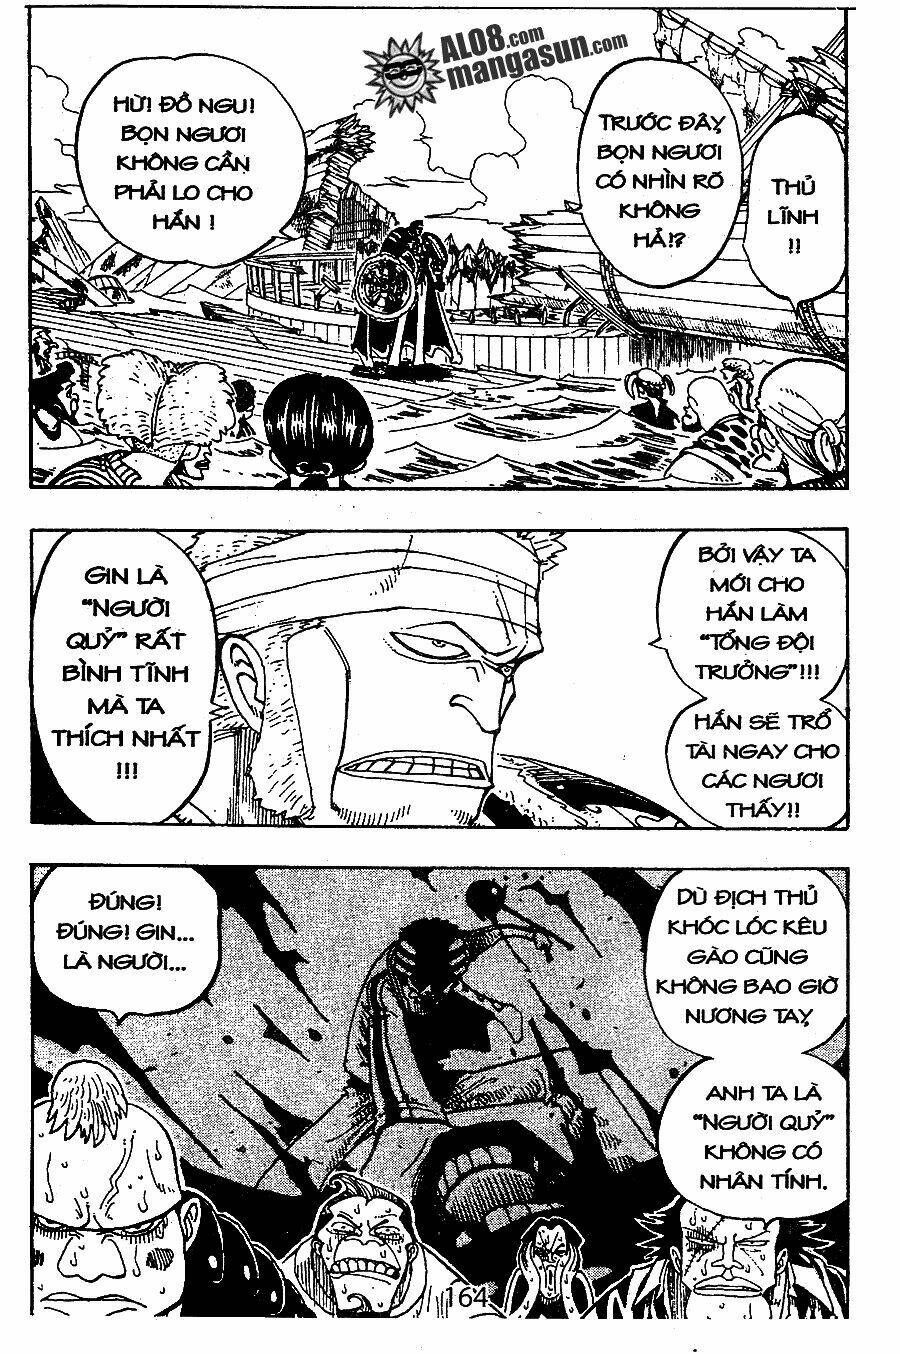 AL08.com
mangasun.com
THỦ
LĨNH
!!
TRƯỚC ĐÂY,
BỌN NGƯƠI
CÓ NHÌN RÕ
KHÔNG
HẢ!?
HỪ! ĐỒ NGU!
BỌN NGƯƠI
KHÔNG CẦN
PHẢI LO CHO
HẮN !
BỞI VẬY TA
MỚI CHO
HẮN LÀM
“TỔNG ĐỘI
TRƯỞNG”!!!
HẮN SẼ TRỔ
TÀI NGAY CHO
CÁC NGƯƠI
THẤY!!
GIN LÀ
“NGƯỜI
QUỶ” RẤT
BÌNH TĨNH
MÀ TA
THÍCH NHẤT
!!!
DÙ ĐỊCH THỦ
KHÓC LÓC KÊU
GÀO CŨNG
KHÔNG BAO GIỜ
NƯƠNG TAY,
ANH TA LÀ
“NGƯỜI QUỶ”
KHÔNG CÓ
NHÂN TÍNH.
ĐÚNG!
ĐÚNG! GIN...
LÀ NGƯỜI...
164